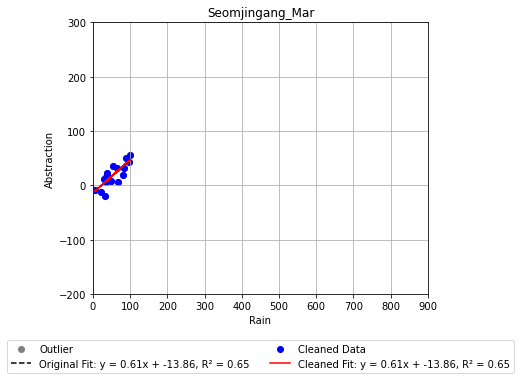 Seomjingang_Mar
300
200
100
0
−100
−200
Abstraction
0 100 200 300 400 500 600 700 800 900
Rain
Outlier
Cleaned Data
Original Fit: y = 0.61x + -13.86, R² = 0.65
Cleaned Fit: y = 0.61x + -13.86, R² = 0.65